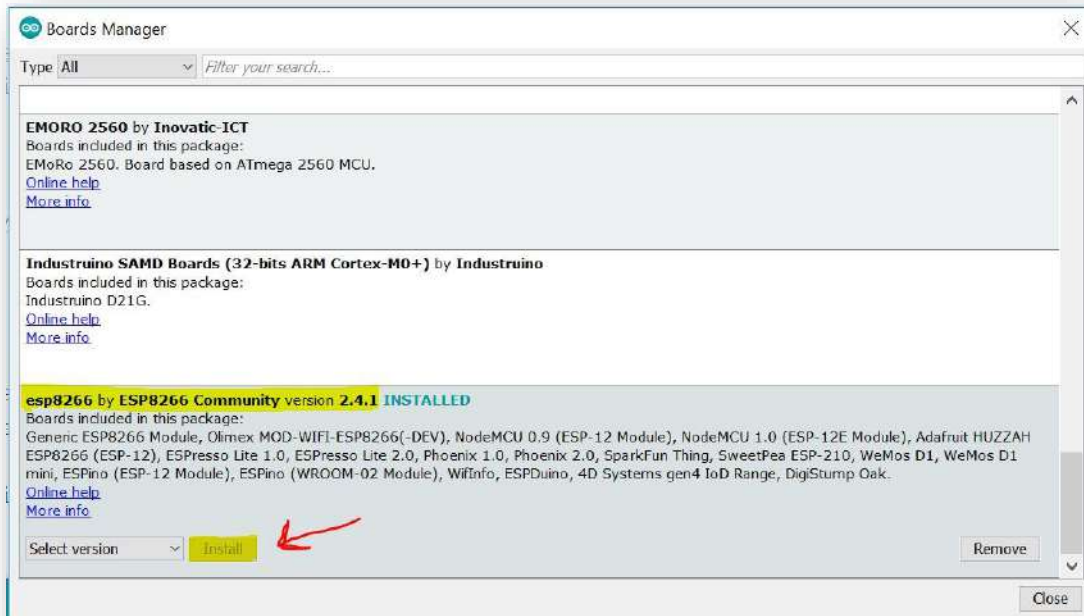 Boards Manager
Type All Filter your search...
EMORO 2560 by Inovatic-ICT
Boards included in this package:
EMoRo 2560. Board based on ATmega 2560 MCU.
Online help
More info
Industruino SAMD Boards (32-bits ARM Cortex-M0+) by Industruino
Boards included in this package:
Industruino D21G.
Online help
More info
esp8266 by ESP8266 Community version 2.4.1 INSTALLED
Boards included in this package:
Generic ESP8266 Module, Olimex MOD-WIFI-ESP8266(-DEV), NodeMCU 0.9 (ESP-12 Module), NodeMCU 1.0 (ESP-12E Module), Adafruit HUZZAH
ESP8266 (ESP-12), ESPresso Lite 1.0, ESPresso Lite 2.0, Phoenix 1.0, Phoenix 2.0, SparkFun Thing, SweetPea ESP-210, WeMos D1, WeMos D1
mini, ESPino (ESP-12 Module), ESPino (WROOM-02 Module), WifInfo, ESPDuino, 4D Systems gen4 IoD Range, DigiStump Oak.
Online help
More info
Select version Install Remove
Close